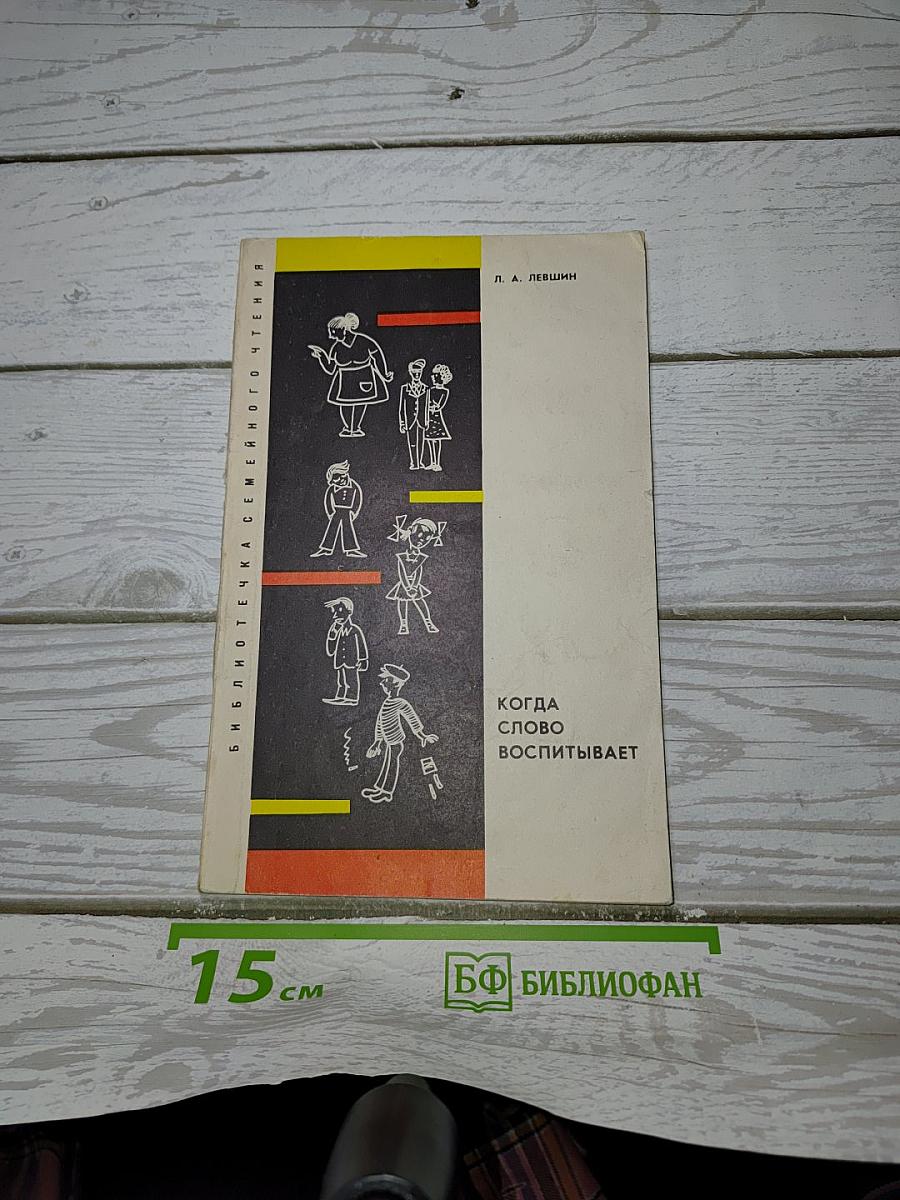 БИБЛИОТЕЧКА СЕМЕЙНОГО ЧТЕНИЯ
Л. А. ЛЕВШИН
КОГДА
СЛОВО
ВОСПИТЫВАЕТ
15 см
БФ БИБЛИОФАН